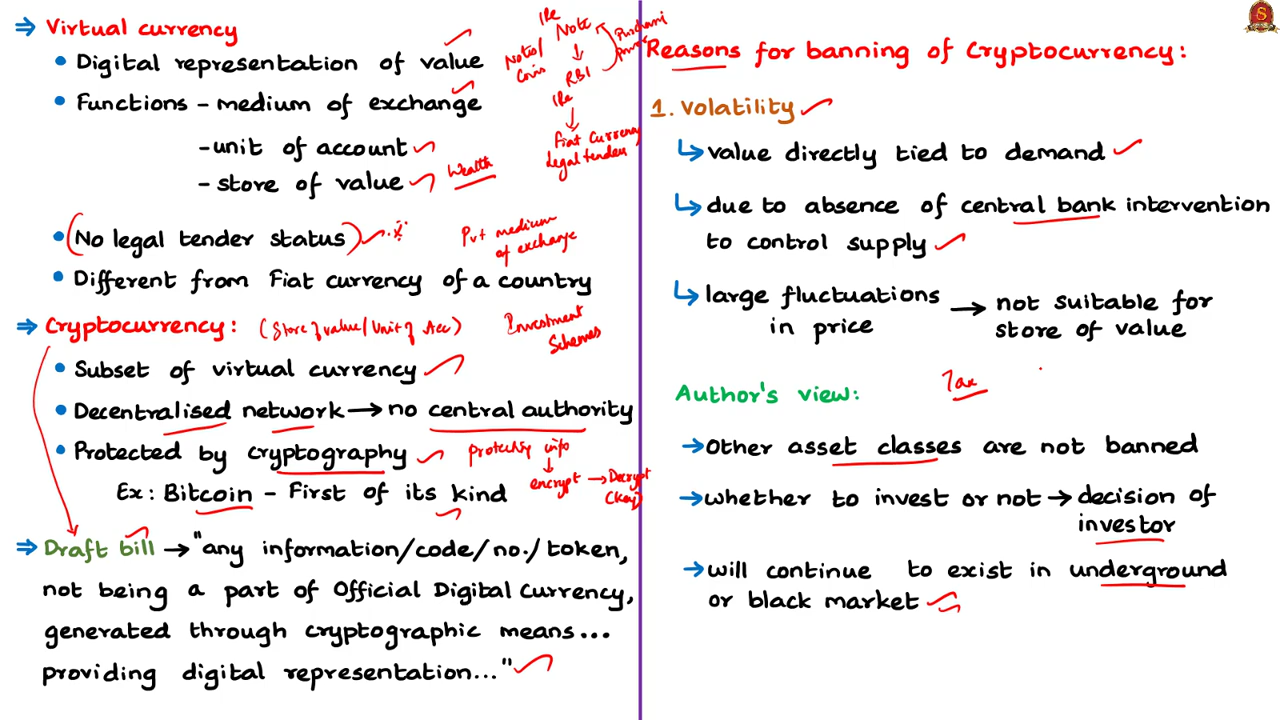 ⇒ Virtual currency
• Digital representation of value
• Functions - medium of exchange
- unit of account
- store of value
Wealth
• (No legal tender status)
• Different from Fiat currency of a country
1Re
Note
Notes/
Coins
RBI
1Re
Fiat Currency
Legal tender
Pvt medium
of exchange
⇒ Cryptocurrency: (Store of value/Unit of Acc)
Investment
Schemes
• Subset of virtual currency
• Decentralised network → no central authority
• Protected by cryptography
protecting info
encrypt → Decrypt
(key)
Ex: Bitcoin - First of its kind
⇒ Draft bill → "any information/code/no./token,
not being a part of Official Digital Currency,
generated through cryptographic means...
providing digital representation..."
Reasons for banning of Cryptocurrency:
1. Volatility
↳ value directly tied to demand
↳ due to absence of central bank intervention
to control supply
↳ large fluctuations
in price → not suitable for
store of value
Author's view:
Tax
→ Other asset classes are not banned
→ whether to invest or not → decision of
investor
→ will continue to exist in underground
or black market